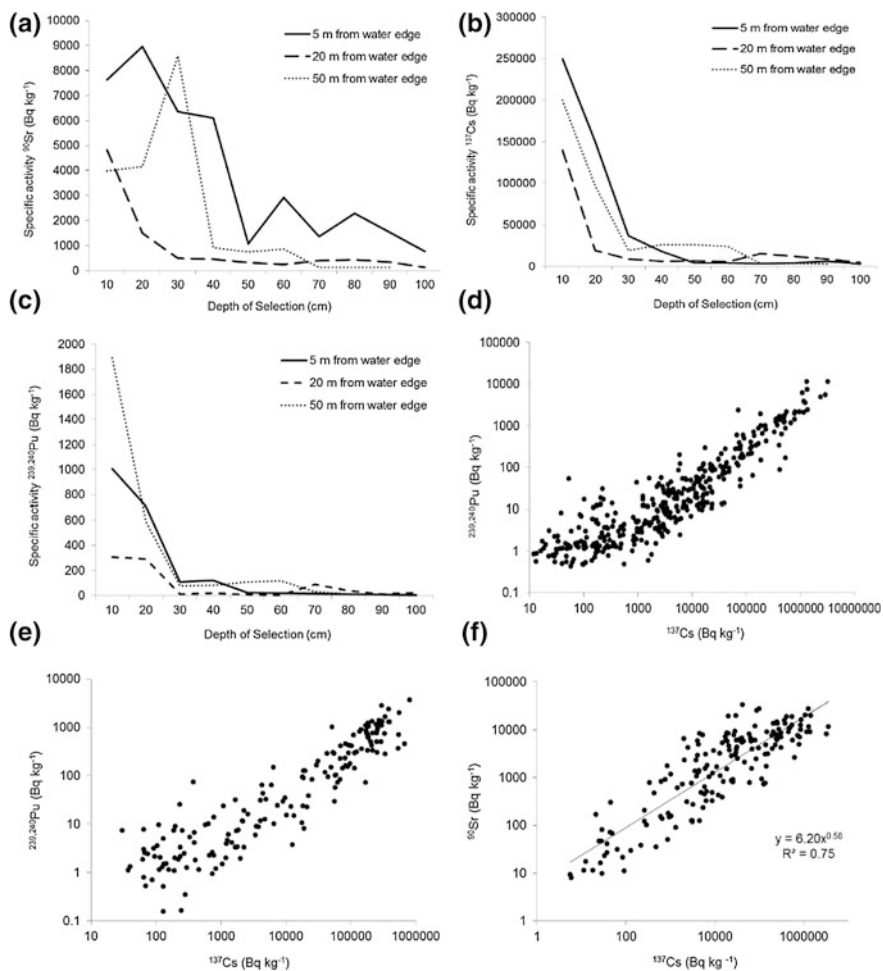 (a)
10000
9000
8000
7000
6000
5000
4000
3000
2000
1000
0
Specific activity ⁹⁰Sr (Bq kg⁻¹)
5 m from water edge
20 m from water edge
50 m from water edge
10 20 30 40 50 60 70 80 90 100
Depth of Selection (cm)
(b)
300000
250000
200000
150000
100000
50000
0
Specific activity ¹³⁷Cs (Bq kg⁻¹)
5 m from water edge
20 m from water edge
50 m from water edge
10 20 30 40 50 60 70 80 90 100
Depth of Selection (cm)
(c)
2000
1800
1600
1400
1200
1000
800
600
400
200
0
Specific activity ²³⁹,²⁴⁰Pu (Bq kg⁻¹)
5 m from water edge
20 m from water edge
50 m from water edge
10 20 30 40 50 60 70 80 90 100
Depth of Selection (cm)
(d)
100000
10000
1000
100
10
1
0.1
²³⁹,²⁴⁰Pu (Bq kg⁻¹)
10 100 1000 10000 100000 1000000 10000000
¹³⁷Cs (Bq kg⁻¹)
(e)
10000
1000
100
10
1
0.1
²³⁹,²⁴⁰Pu (Bq kg⁻¹)
10 100 1000 10000 100000 1000000
¹³⁷Cs (Bq kg⁻¹)
(f)
100000
10000
1000
100
10
1
⁹⁰Sr (Bq kg⁻¹)
y = 6.20x⁰·⁵⁸
R² = 0.75
1 100 10000 1000000
¹³⁷Cs (Bq kg ⁻¹)